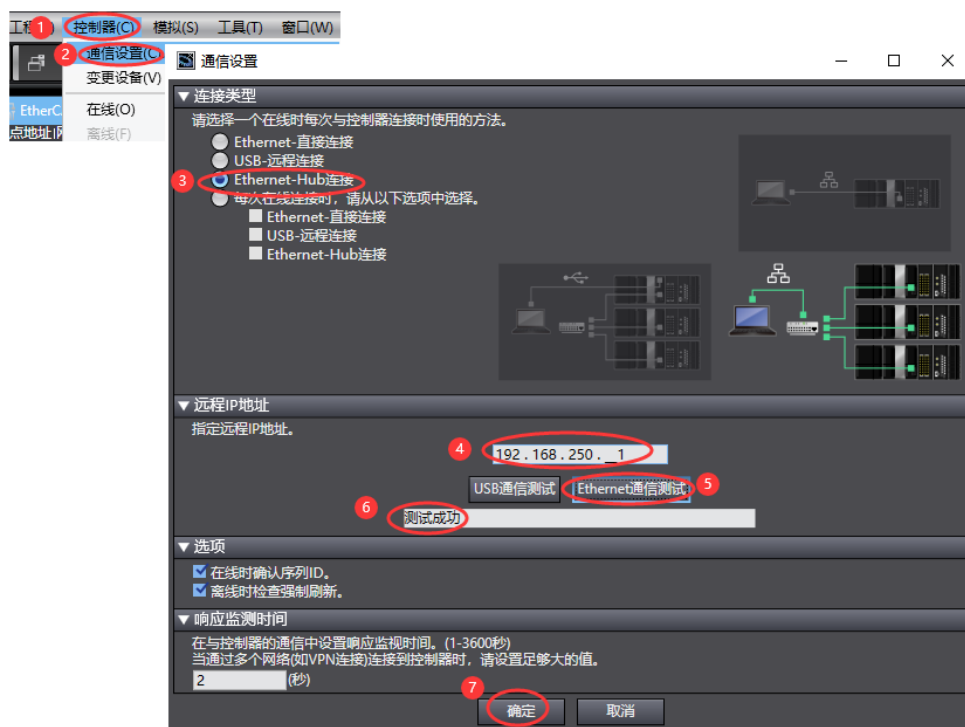 工程 1 控制器(C) 模拟(S) 工具(T) 窗口(W)
2 通信设置(C)
变更设备(V)
EtherC
在线(O)
点地址
离线(F)
通信设置
▼连接类型
请选择一个在线时每次与控制器连接时使用的方法。
Ethernet-直接连接
USB-远程连接
3 Ethernet-Hub连接
每次在线连接时，请从以下选项中选择。
Ethernet-直接连接
USB-远程连接
Ethernet-Hub连接
▼远程IP地址
指定远程IP地址。
4 192.168.250.__1
USB通信测试 Ethernet通信测试 5
6 测试成功
▼选项
在线时确认序列ID。
离线时检查强制刷新。
▼响应监测时间
在与控制器的通信中设置响应监视时间。(1-3600秒)
当通过多个网络(如VPN连接)连接到控制器时，请设置足够大的值。
2 (秒)
7 确定 取消